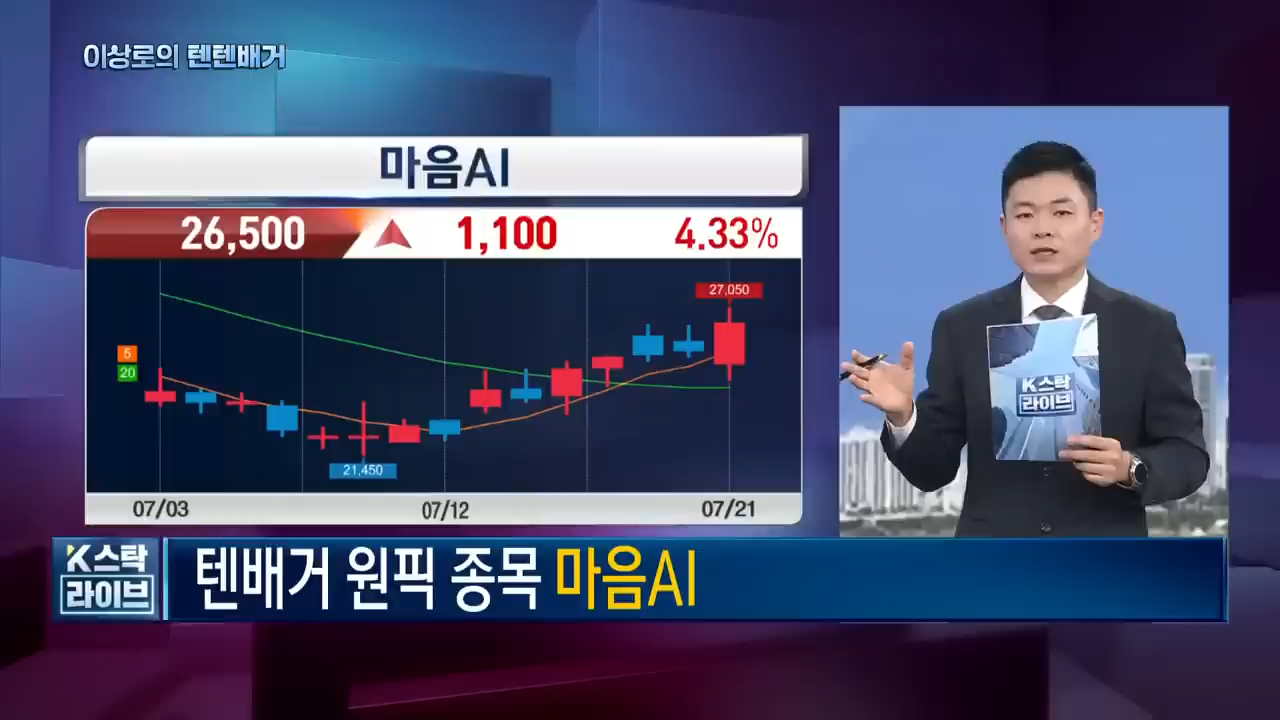 이상로의 텐텐배거
마음AI
26,500 ▲ 1,100 4.33%
27,050
5
20
21,450
07/03 07/12 07/21
K스탁
라이브
K스탁
라이브
텐배거 원픽 종목 마음AI